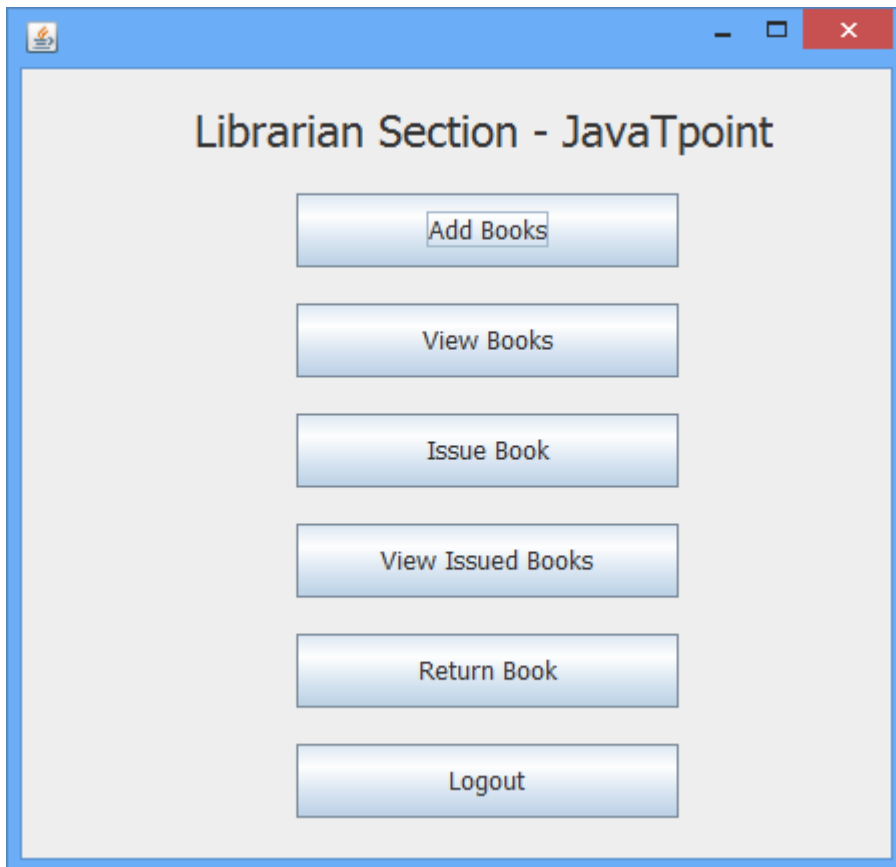 Librarian Section - JavaTpoint
Add Books
View Books
Issue Book
View Issued Books
Return Book
Logout